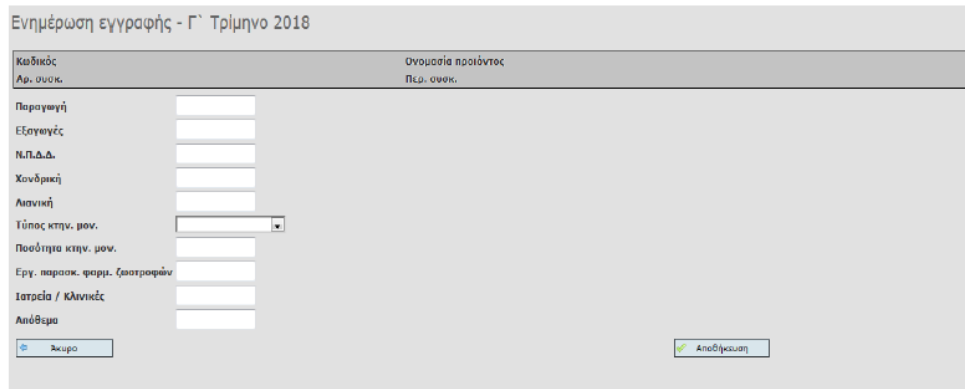 Ενημέρωση εγγραφής - Γ` Τρίμηνο 2018
Κωδικός Ονομασία προιόντος
Αρ. συσκ. Περ. συσκ.
Παραγωγή
Εξαγωγές
Ν.Π.Δ.Δ.
Χονδρική
Λιανική
Τύπος κτην. μον.
Ποσότητα κτην. μον.
Εργ. παρασκ. φαρμ. ζωοτροφών
Ιατρεία / Κλινικές
Απόθεμα
Άκυρο Αποθήκευση